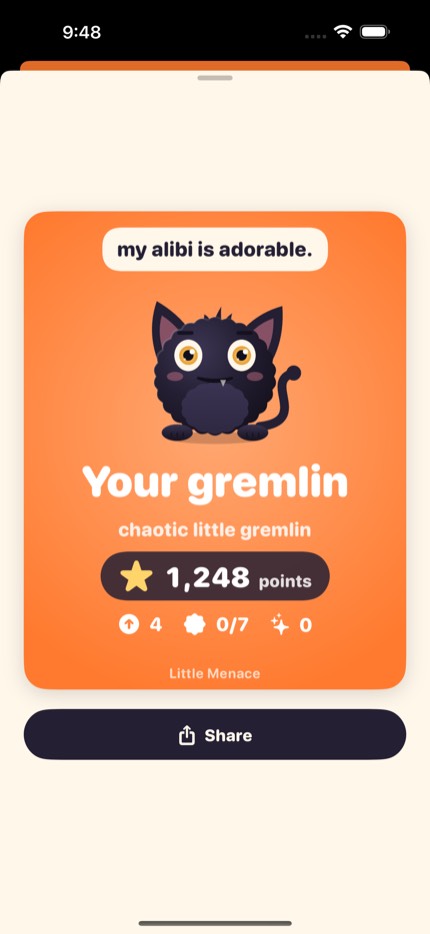 9:48
my alibi is adorable.
Your gremlin
chaotic little gremlin
1,248 points
4 0/7 0
Little Menace
Share